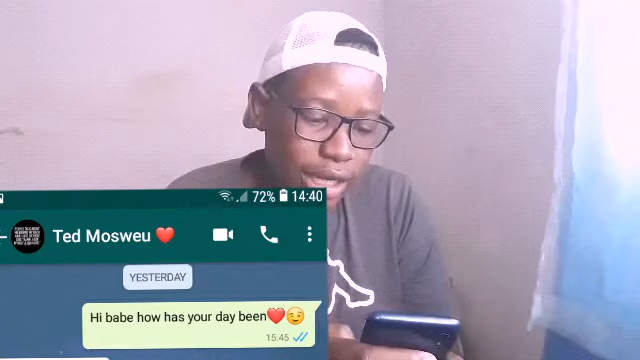 72% 14:40
Ted Mosweu ❤️
YESTERDAY
Hi babe how has your day been❤️😉
15:45